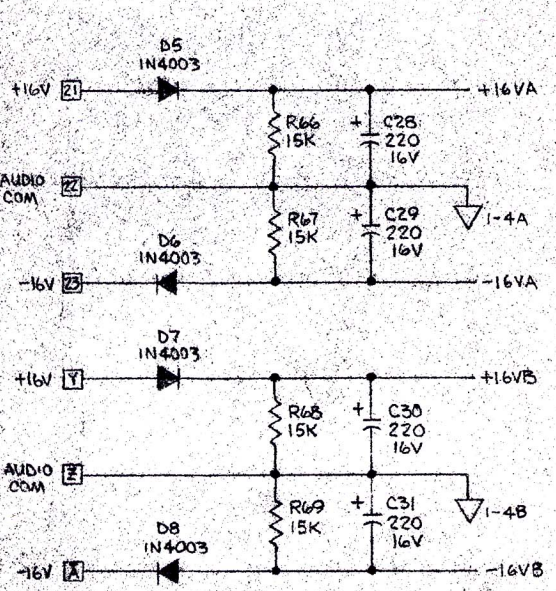 D5
1N4003
+16V 21
+16VA
R66
15K
+ C28
220
16V
AUDIO
COM
22
1-4A
R67
15K
+ C29
220
16V
D6
1N4003
-16V 23
-16VA
D7
1N4003
+16V Y
+16VB
R68
15K
+ C30
220
16V
AUDIO
COM
Z
1-4B
R69
15K
+ C31
220
16V
D8
1N4003
-16V A
-16VB